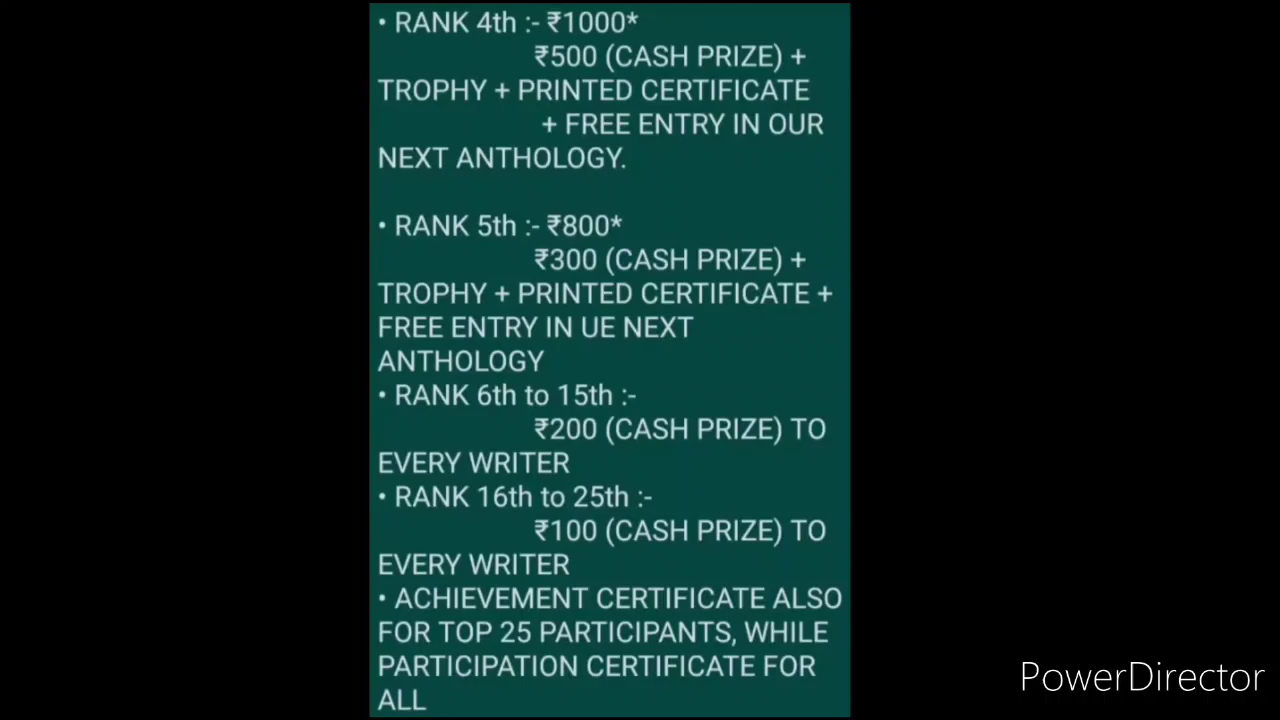 • RANK 4th :- ₹1000*
₹500 (CASH PRIZE) +
TROPHY + PRINTED CERTIFICATE
+ FREE ENTRY IN OUR
NEXT ANTHOLOGY.
• RANK 5th :- ₹800*
₹300 (CASH PRIZE) +
TROPHY + PRINTED CERTIFICATE +
FREE ENTRY IN UE NEXT
ANTHOLOGY
• RANK 6th to 15th :-
₹200 (CASH PRIZE) TO
EVERY WRITER
• RANK 16th to 25th :-
₹100 (CASH PRIZE) TO
EVERY WRITER
• ACHIEVEMENT CERTIFICATE ALSO
FOR TOP 25 PARTICIPANTS, WHILE
PARTICIPATION CERTIFICATE FOR
ALL
PowerDirector